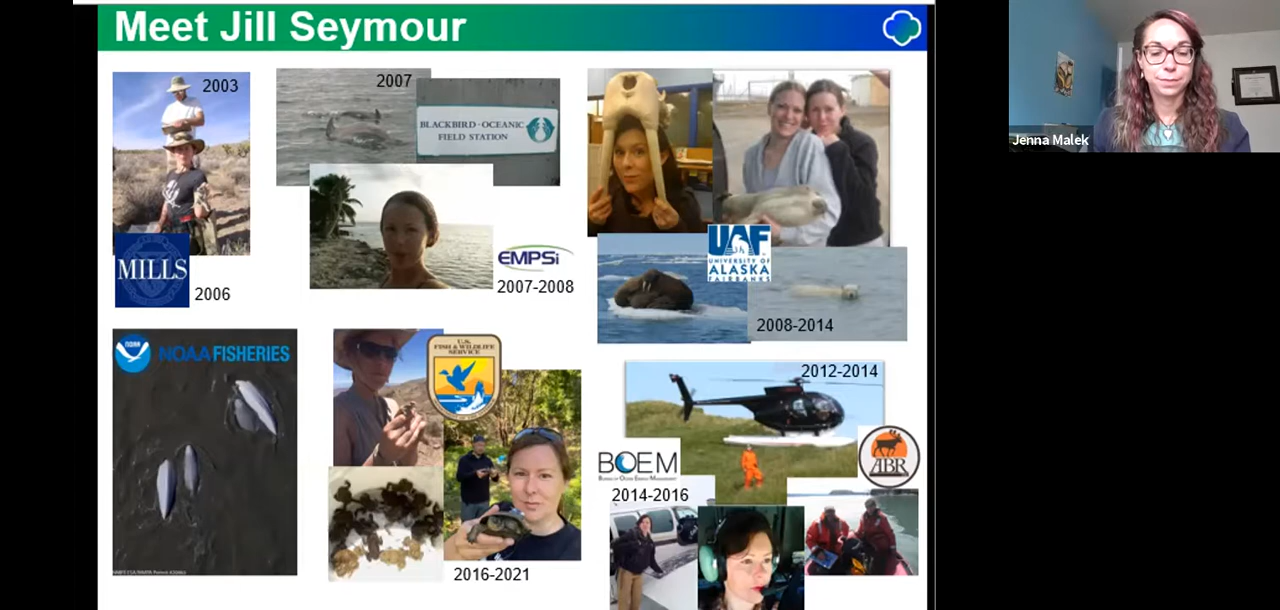 Meet Jill Seymour
Jenna Malek
2003
2007
BLACKBIRD·OCEANIC
FIELD STATION
MILLS
2006
EMPSi
2007-2008
UAF
UNIVERSITY OF
ALASKA
FAIRBANKS
2008-2014
NOAA
NOAA FISHERIES
U.S.
FISH & WILDLIFE
SERVICE
2016-2021
2012-2014
BOEM
BUREAU OF OCEAN ENERGY MANAGEMENT
2014-2016
ABR